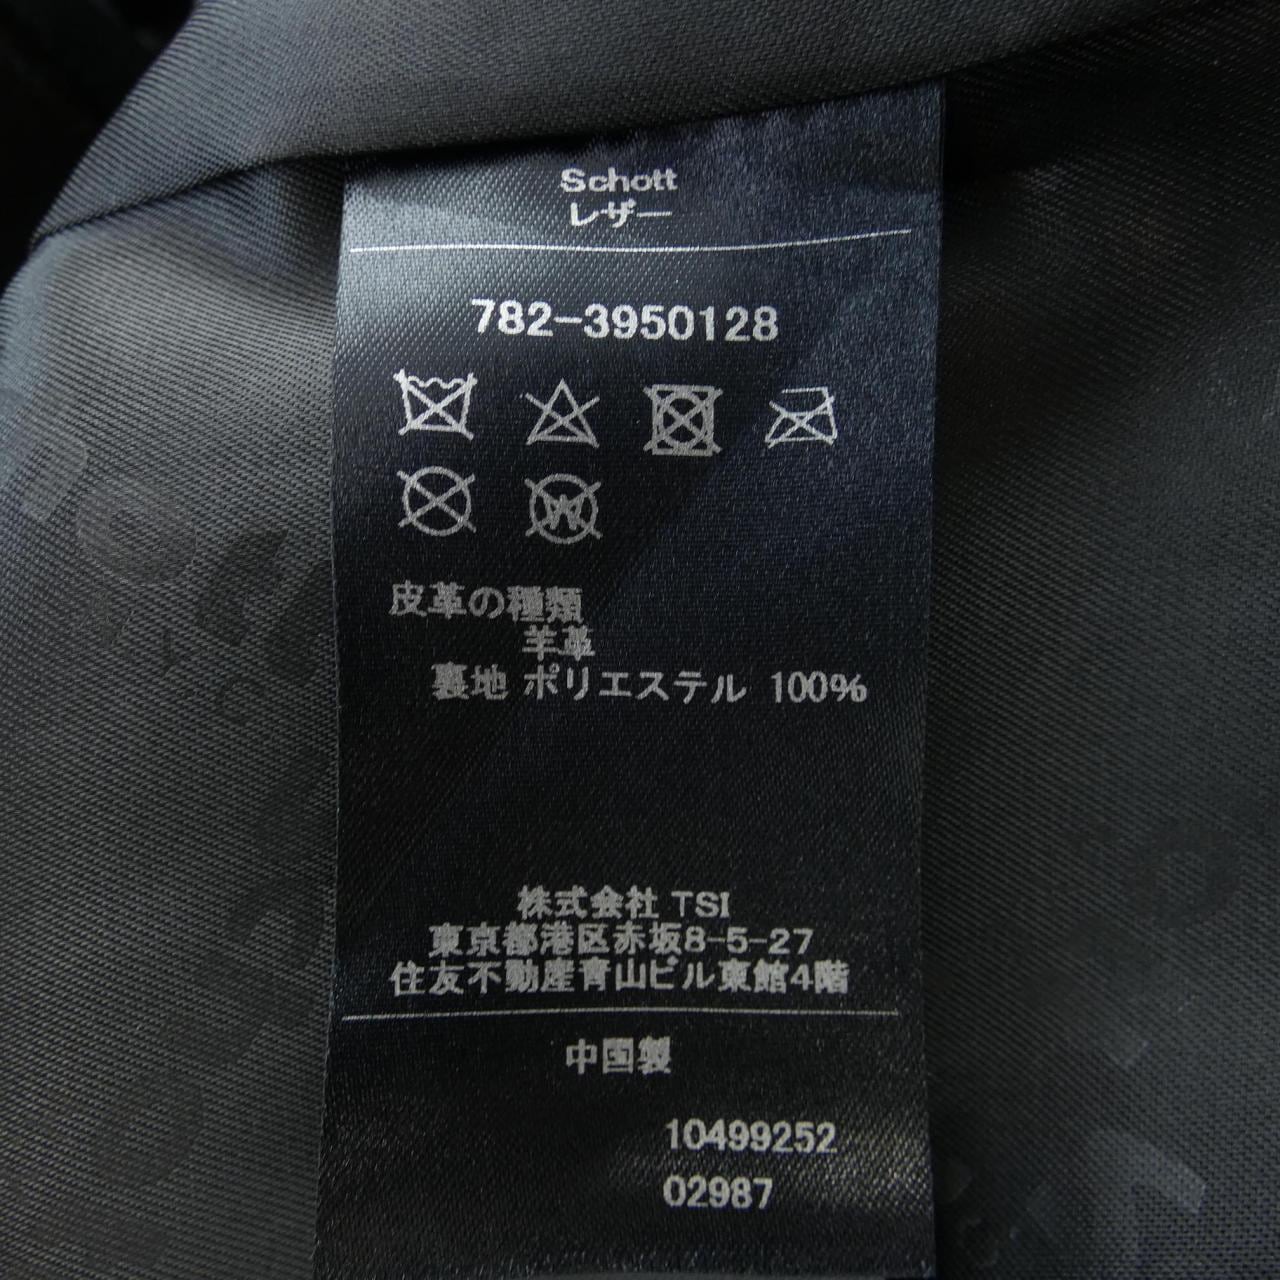 Schott
レザー
782-3950128
W
皮革の種類
羊革
裏地 ポリエステル 100%
株式会社 TSI
東京都港区赤坂8-5-27
住友不動産青山ビル東館4階
中国製
10499252
02987